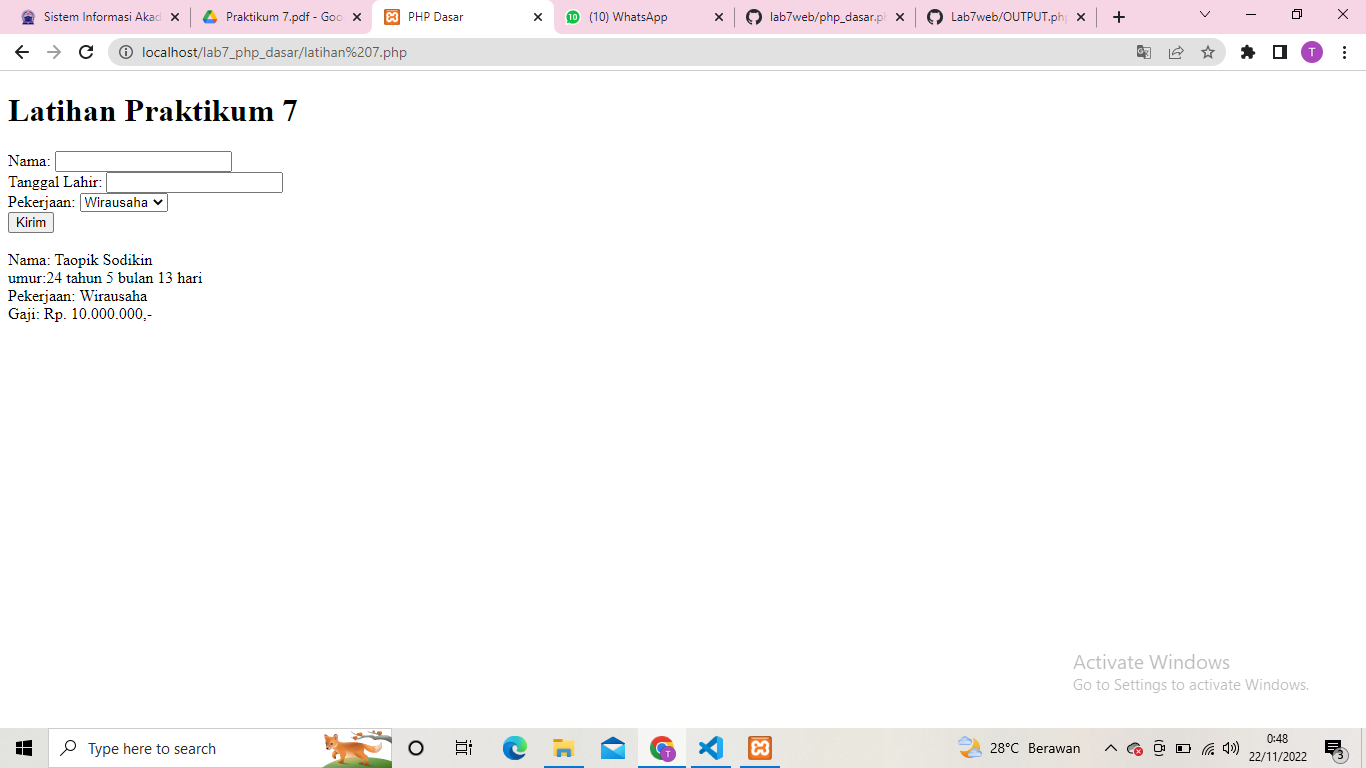 Sistem Informasi Akad
Praktikum 7.pdf - Goo
PHP Dasar
(10) WhatsApp
lab7web/php_dasar.ph
Lab7web/OUTPUT.php
localhost/lab7_php_dasar/latihan%207.php
T
Latihan Praktikum 7
Nama:
Tanggal Lahir:
Pekerjaan: Wirausaha
Kirim
Nama: Taopik Sodikin
umur:24 tahun 5 bulan 13 hari
Pekerjaan: Wirausaha
Gaji: Rp. 10.000.000,-
Activate Windows
Go to Settings to activate Windows.
Type here to search
T
28°C Berawan
0:48
22/11/2022
3